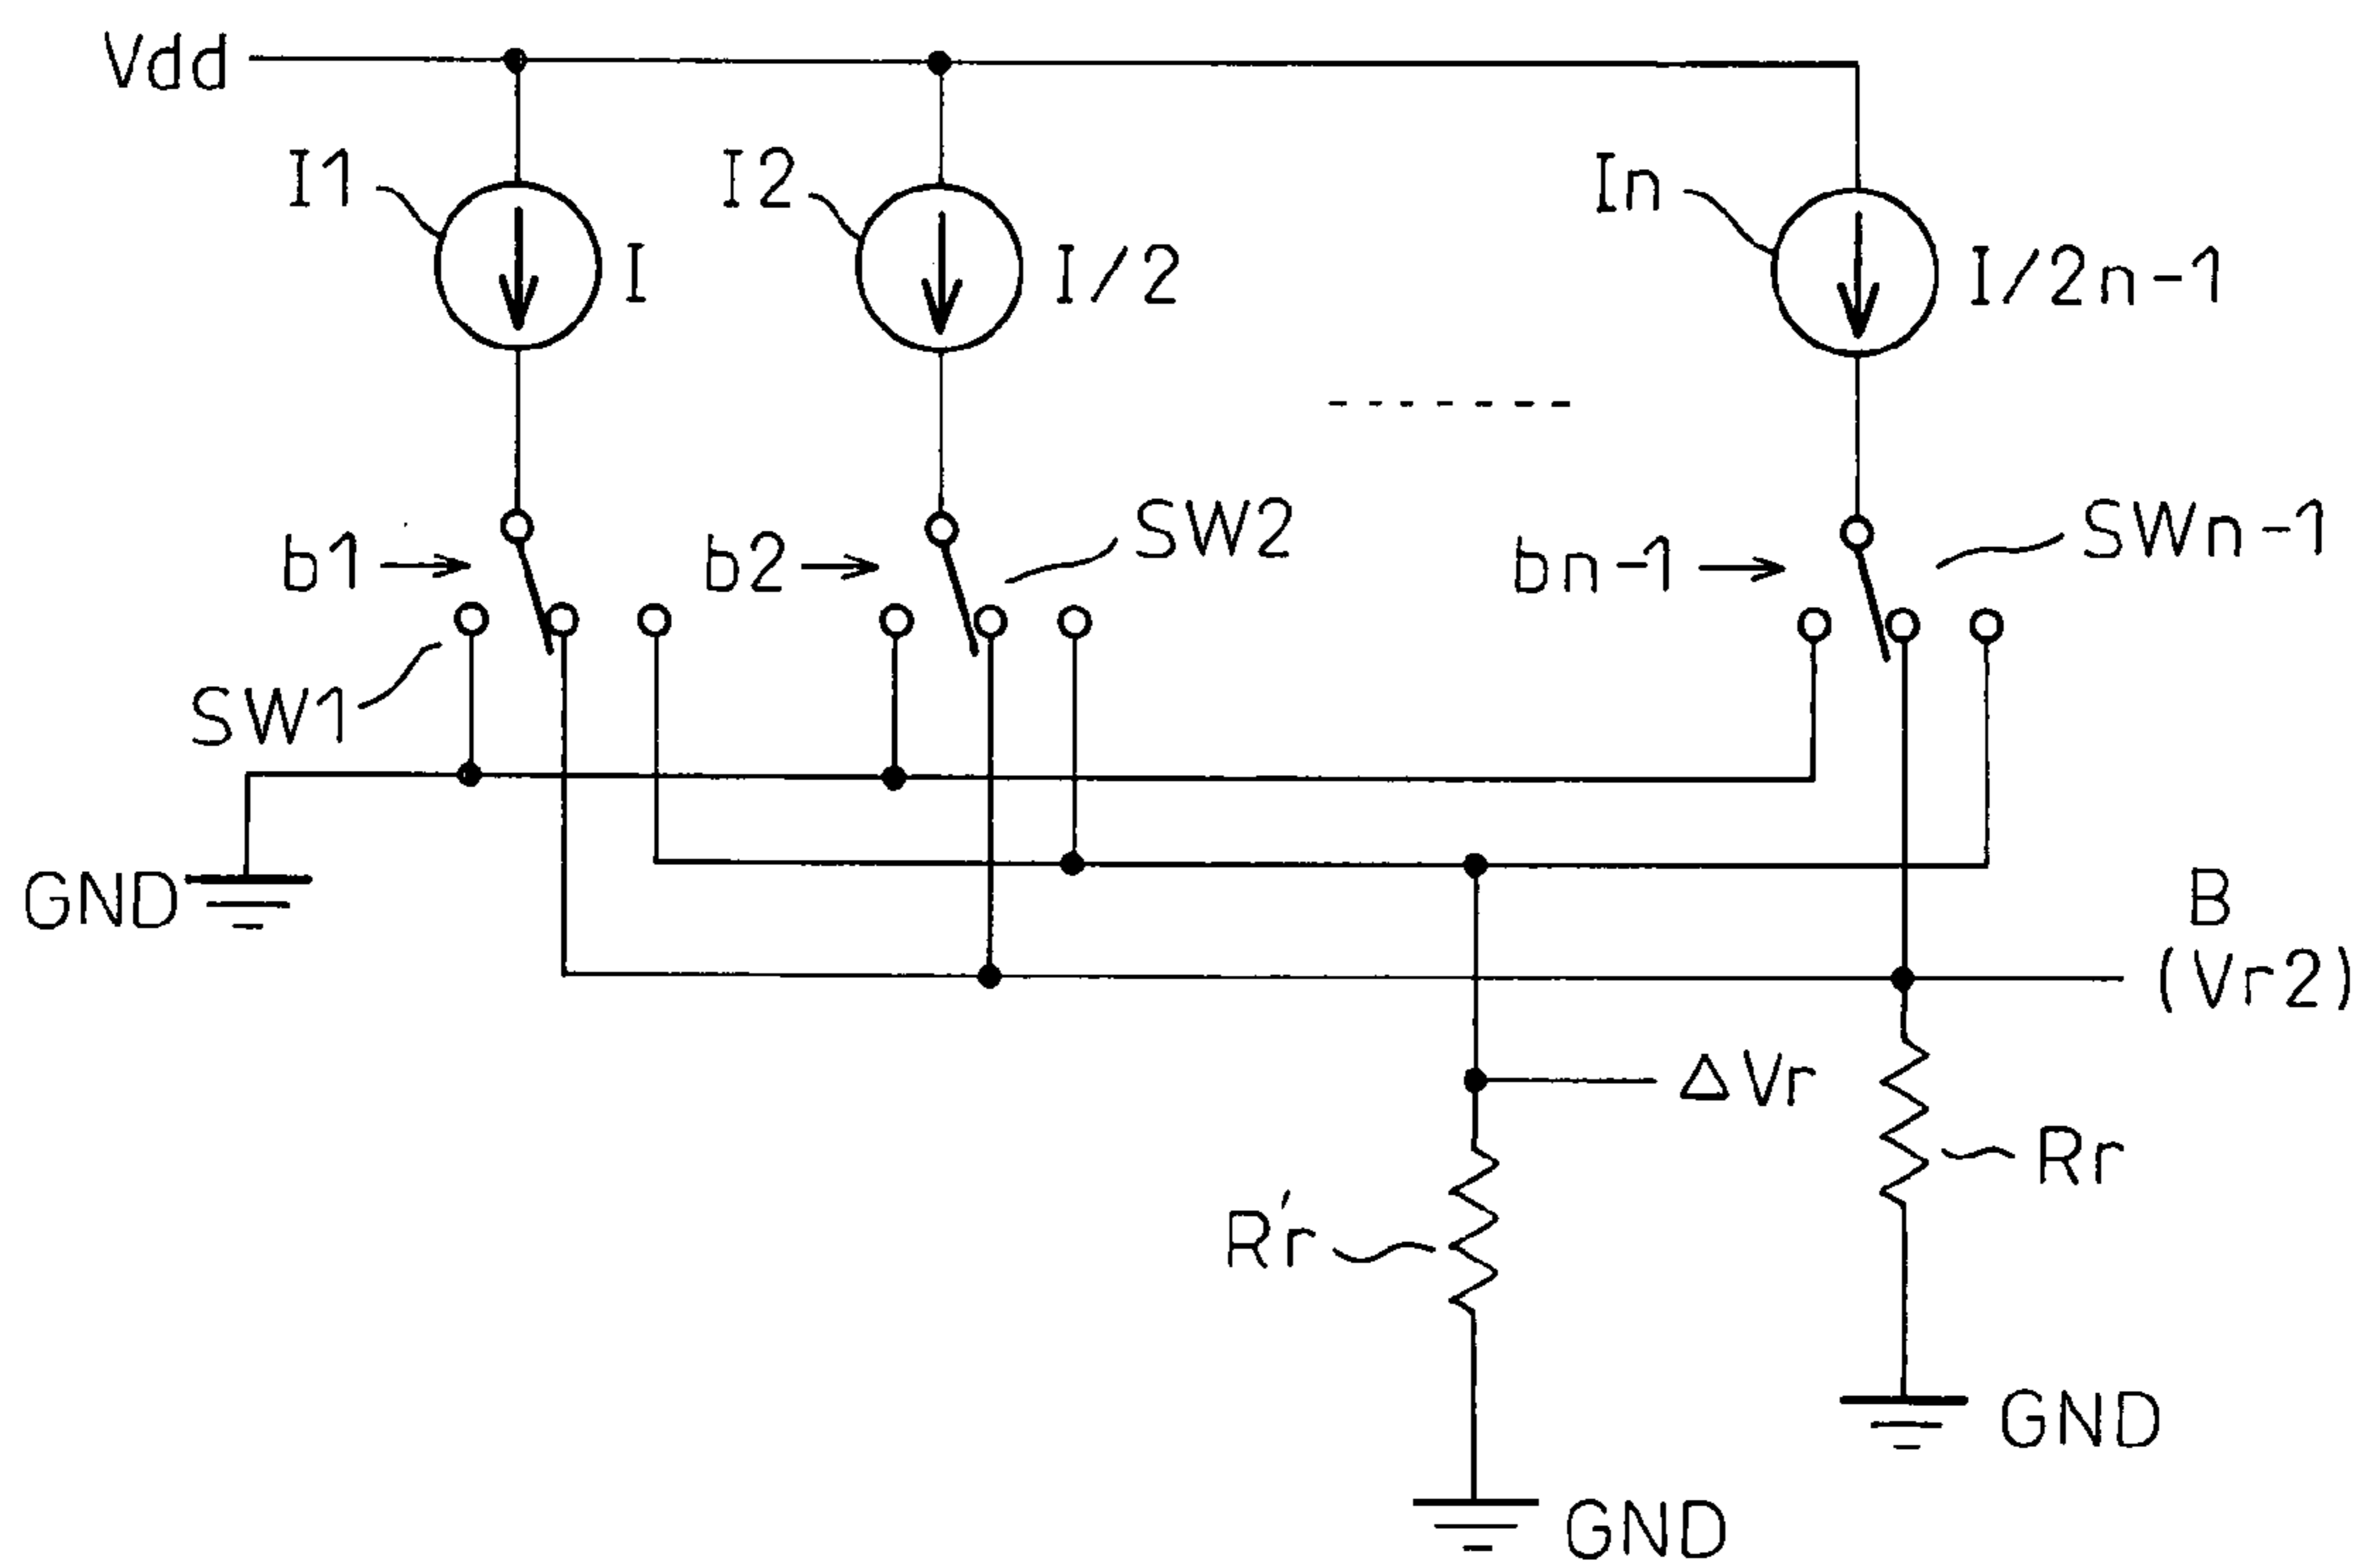 Vdd
I1
I
I2
I/2
In
I/2n-1
b1
SW1
b2
SW2
bn-1
SWn-1
GND
B
(Vr2)
ΔVr
R'r
Rr
GND
GND